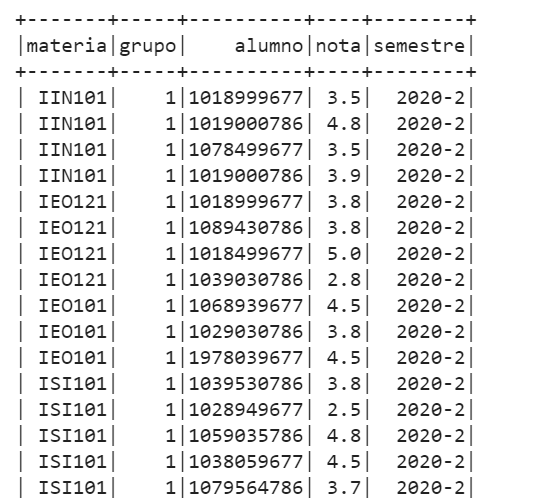 +-------+-----+----------+----+--------+
|materia|grupo|    alumno|nota|semestre|
+-------+-----+----------+----+--------+
| IIN101|    1|1018999677| 3.5|  2020-2|
| IIN101|    1|1019000786| 4.8|  2020-2|
| IIN101|    1|1078499677| 3.5|  2020-2|
| IIN101|    1|1019000786| 3.9|  2020-2|
| IEO121|    1|1018999677| 3.8|  2020-2|
| IEO121|    1|1089430786| 3.8|  2020-2|
| IEO121|    1|1018499677| 5.0|  2020-2|
| IEO121|    1|1039030786| 2.8|  2020-2|
| IEO101|    1|1068939677| 4.5|  2020-2|
| IEO101|    1|1029030786| 3.8|  2020-2|
| IEO101|    1|1978039677| 4.5|  2020-2|
| ISI101|    1|1039530786| 3.8|  2020-2|
| ISI101|    1|1028949677| 2.5|  2020-2|
| ISI101|    1|1059035786| 4.8|  2020-2|
| ISI101|    1|1038059677| 4.5|  2020-2|
| ISI101|    1|1079564786| 3.7|  2020-2|